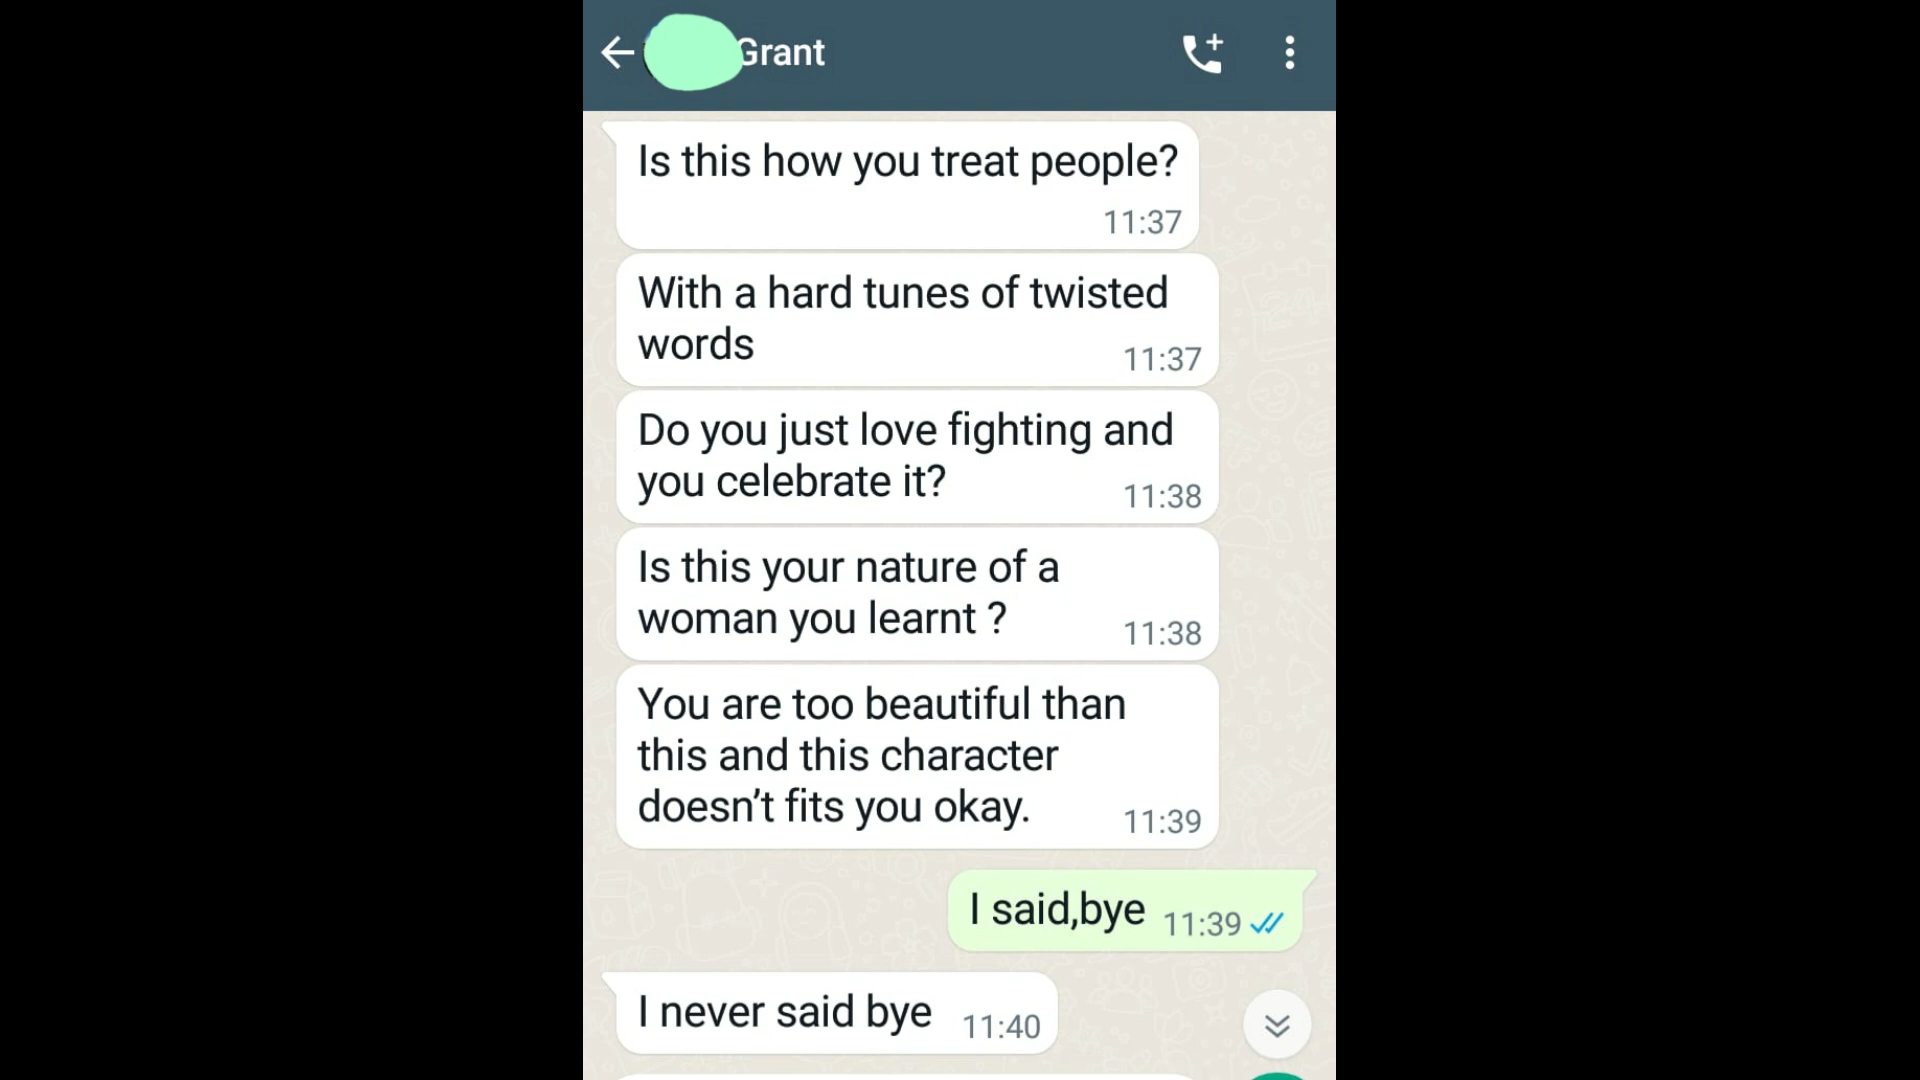 Grant
Is this how you treat people?
11:37
With a hard tunes of twisted
words
11:37
Do you just love fighting and
you celebrate it?
11:38
Is this your nature of a
woman you learnt ?
11:38
You are too beautiful than
this and this character
doesn't fits you okay.
11:39
I said,bye 11:39
I never said bye 11:40